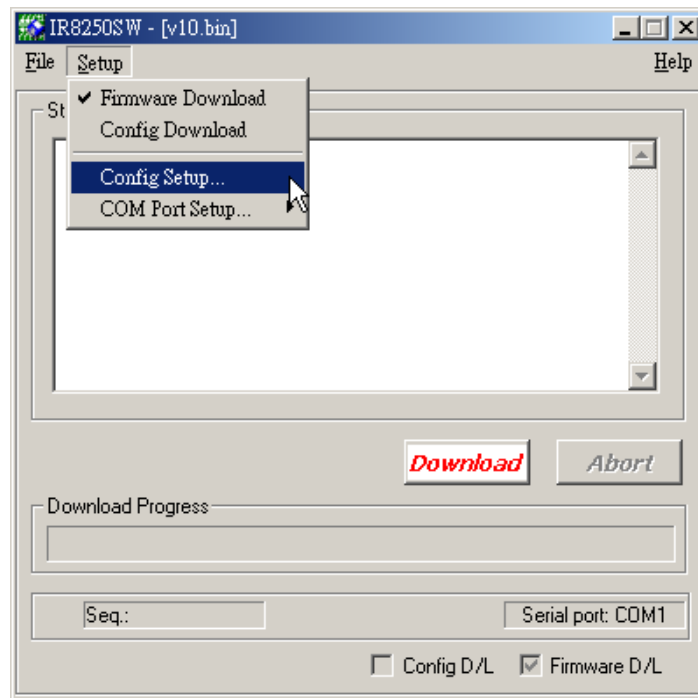 IR8250SW - [v10.bin]
File Setup Help
Firmware Download
St
Config Download
Config Setup...
COM Port Setup...
Download Abort
Download Progress
Seq.: Serial port: COM1
Config D/L Firmware D/L